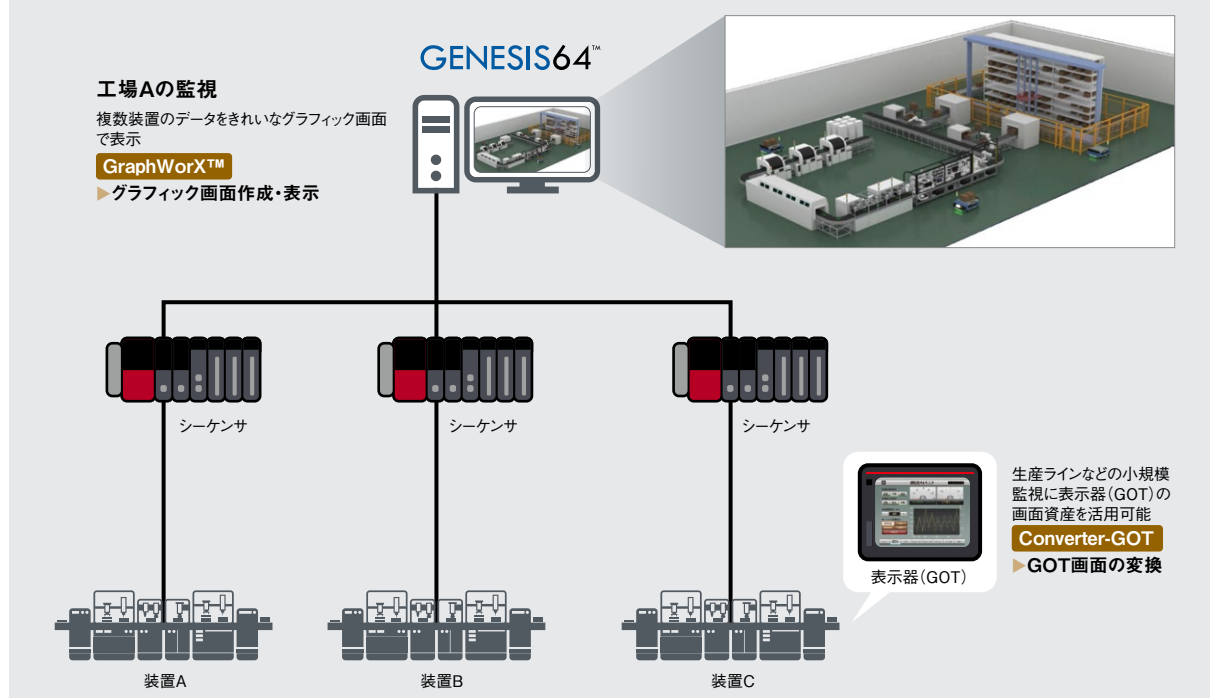 GENESIS64™
工場Aの監視
複数装置のデータをきれいなグラフィック画面
で表示
GraphWorX™
▶グラフィック画面作成・表示
シーケンサ
シーケンサ
シーケンサ
生産ラインなどの小規模
監視に表示器(GOT)の
画面資産を活用可能
Converter-GOT
▶GOT画面の変換
表示器(GOT)
装置A
装置B
装置C